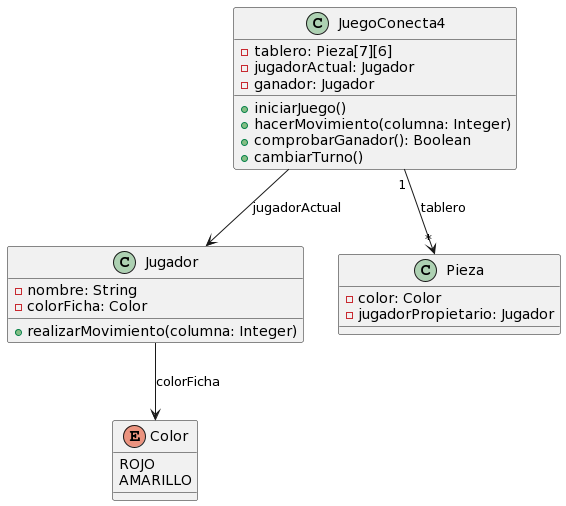 C JuegoConecta4
tablero: Pieza[7][6]
jugadorActual: Jugador
ganador: Jugador
iniciarJuego()
hacerMovimiento(columna: Integer)
comprobarGanador(): Boolean
cambiarTurno()
1
jugadorActual
tablero
*
C Jugador
nombre: String
colorFicha: Color
realizarMovimiento(columna: Integer)
C Pieza
color: Color
jugadorPropietario: Jugador
colorFicha
E Color
ROJO
AMARILLO